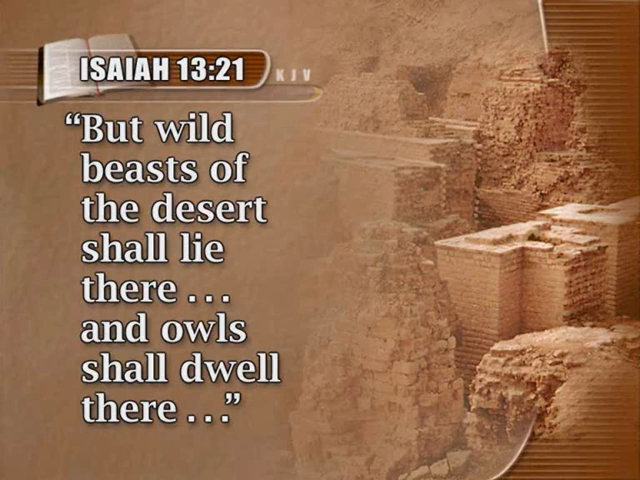 ISAIAH 13:21 KJV
“But wild
beasts of
the desert
shall lie
there . . .
and owls
shall dwell
there . . .”